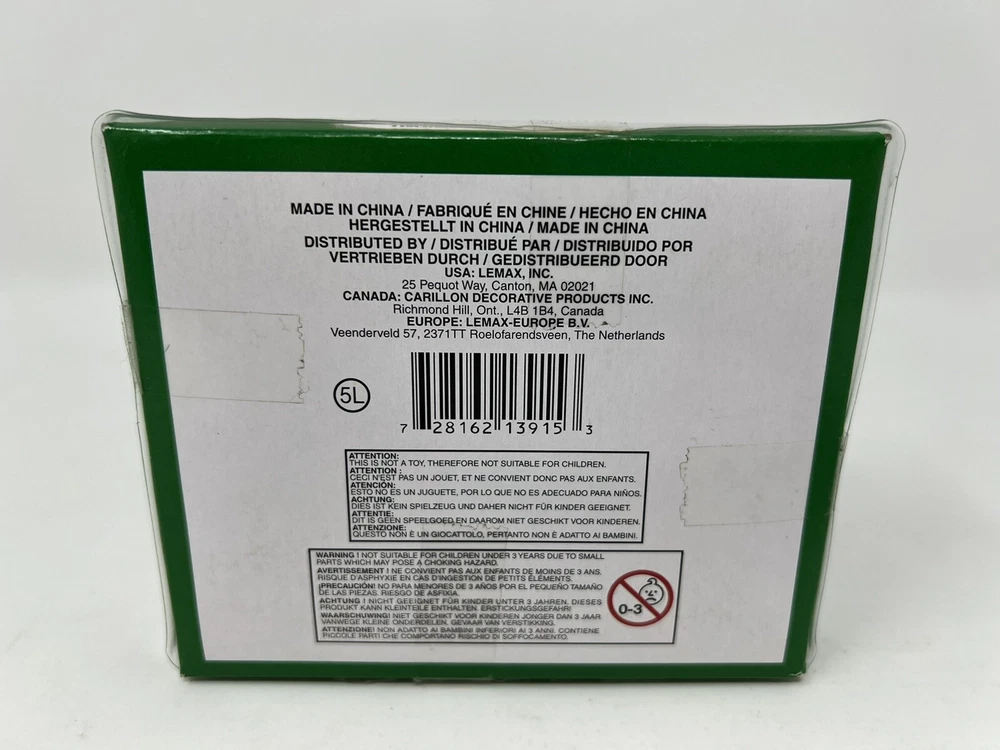 MADE IN CHINA / FABRIQUÉ EN CHINE / HECHO EN CHINA
HERGESTELLT IN CHINA / MADE IN CHINA
DISTRIBUTED BY / DISTRIBUÉ PAR / DISTRIBUIDO POR
VERTRIEBEN DURCH / GEDISTRIBUEERD DOOR
USA: LEMAX, INC.
25 Pequot Way, Canton, MA 02021
CANADA: CARILLON DECORATIVE PRODUCTS INC.
Richmond Hill, Ont., L4B 1B4, Canada
EUROPE: LEMAX-EUROPE B.V.
Veenderveld 57, 2371TT Roelofarendsveen, The Netherlands
5L
7 28162 13915 3
ATTENTION:
THIS IS NOT A TOY, THEREFORE NOT SUITABLE FOR CHILDREN.
ATTENTION :
CECI N'EST PAS UN JOUET, ET NE CONVIENT DONC PAS AUX ENFANTS.
ATENCIÓN:
ESTO NO ES UN JUGUETE, POR LO QUE NO ES ADECUADO PARA NIÑOS.
ACHTUNG:
DIES IST KEIN SPIELZEUG UND DAHER NICHT FÜR KINDER GEEIGNET.
ATTENTIE:
DIT IS GEEN SPEELGOED EN DAAROM NIET GESCHIKT VOOR KINDEREN.
ATTENZIONE:
QUESTO NON È UN GIOCATTOLO, PERTANTO NON È ADATTO AI BAMBINI.
WARNING ! NOT SUITABLE FOR CHILDREN UNDER 3 YEARS DUE TO SMALL
PARTS WHICH MAY POSE A CHOKING HAZARD.
AVERTISSEMENT ! NE CONVIENT PAS AUX ENFANTS DE MOINS DE 3 ANS.
RISQUE D'ASPHYXIE EN CAS D'INGESTION DE PETITS ÉLÉMENTS.
¡PRECAUCIÓN! NO PARA MENORES DE 3 AÑOS POR EL PEQUEÑO TAMAÑO
DE LAS PIEZAS. RIESGO DE ASFIXIA.
ACHTUNG ! NICHT GEEIGNET FÜR KINDER UNTER 3 JAHREN. DIESES
PRODUKT KANN KLEINTEILE ENTHALTEN. ERSTICKUNGSGEFAHR!
WAARSCHUWING! NIET GESCHIKT VOOR KINDEREN JONGER DAN 3 JAAR
VANWEGE KLEINE ONDERDELEN. GEVAAR VAN VERSTIKKING.
ATTENZIONE! NON ADATTO AI BAMBINI INFERIORI AI 3 ANNI. CONTIENE
PICCOLE PARTI CHE COMPORTANO RISCHIO DI SOFFOCAMENTO.
0-3